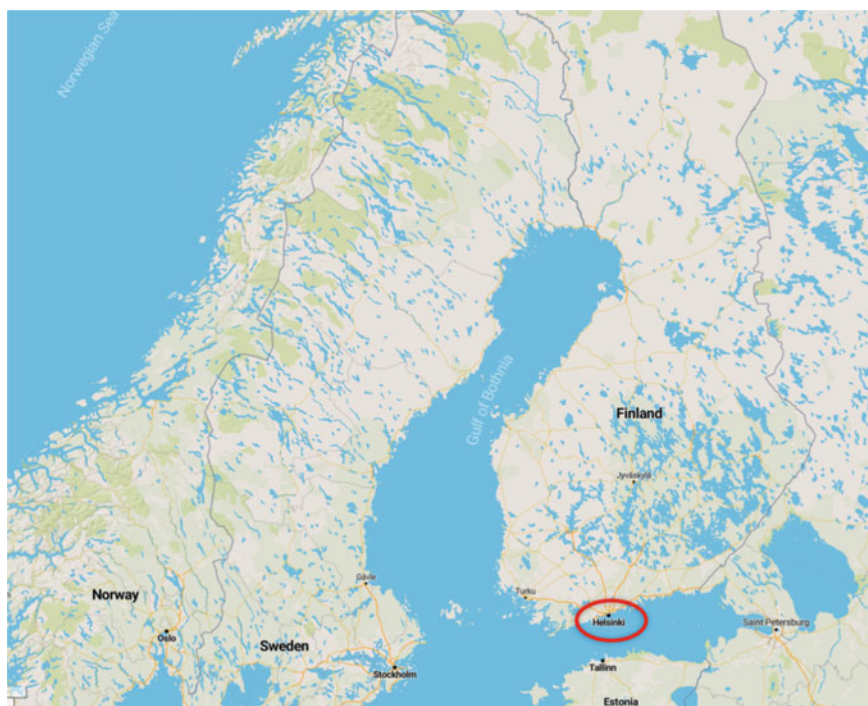 Norwegian Sea
Gulf of Bothnia
Finland
Jyväskylä
Gävle
Turku
Norway
Helsinki
Saint Petersburg
Oslo
Sweden
Tallinn
Stockholm
Estonia